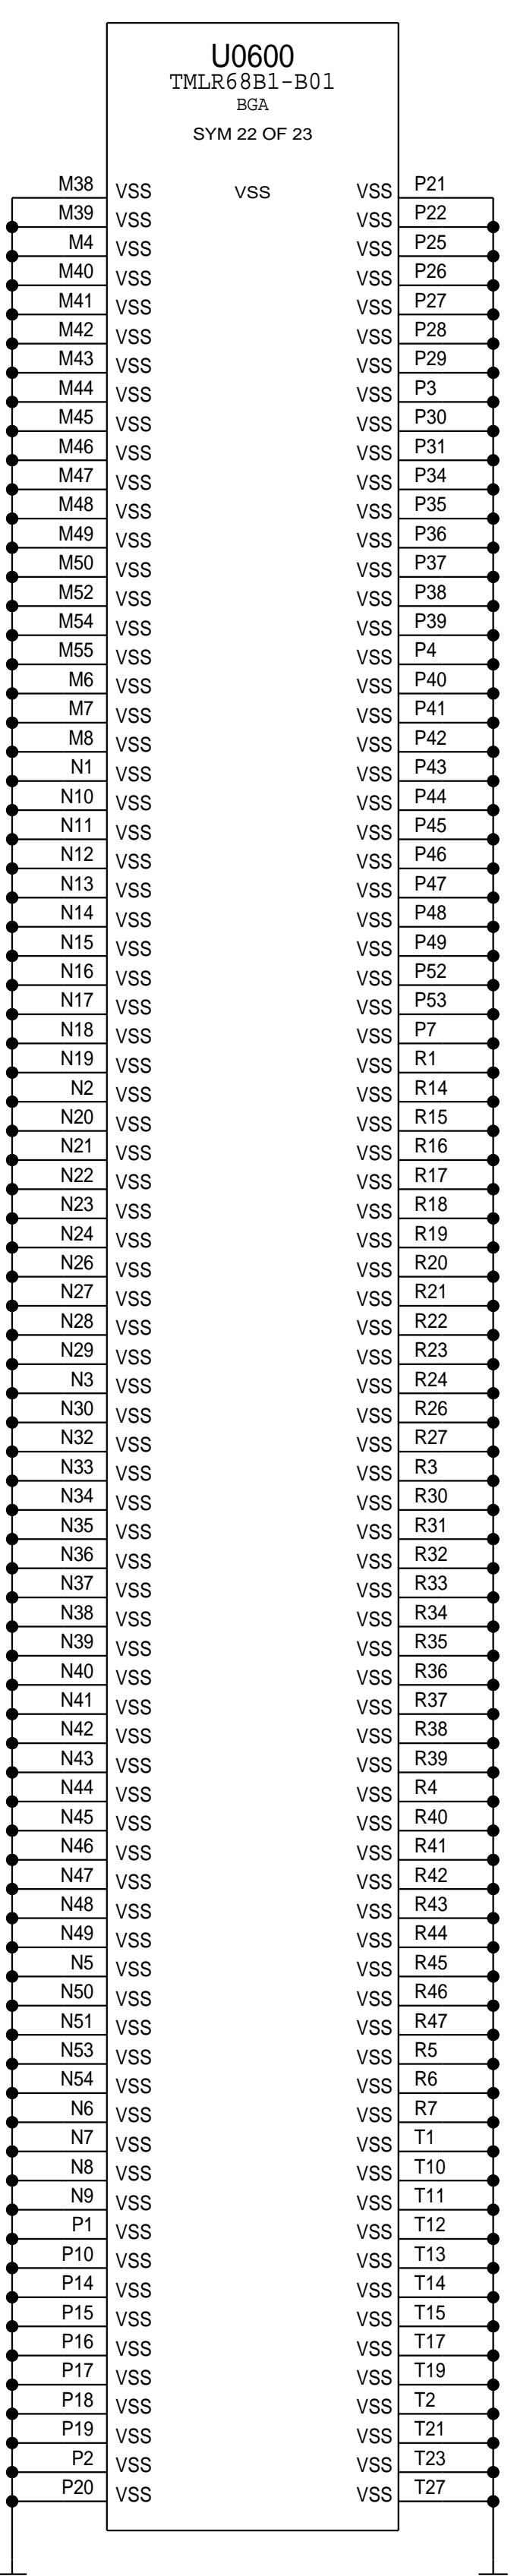 U0600
TMLR68B1-B01
BGA
SYM 22 OF 23
M38 VSS VSS VSS P21
M39 VSS VSS P22
M4 VSS VSS P25
M40 VSS VSS P26
M41 VSS VSS P27
M42 VSS VSS P28
M43 VSS VSS P29
M44 VSS VSS P3
M45 VSS VSS P30
M46 VSS VSS P31
M47 VSS VSS P34
M48 VSS VSS P35
M49 VSS VSS P36
M50 VSS VSS P37
M52 VSS VSS P38
M54 VSS VSS P39
M55 VSS VSS P4
M6 VSS VSS P40
M7 VSS VSS P41
M8 VSS VSS P42
N1 VSS VSS P43
N10 VSS VSS P44
N11 VSS VSS P45
N12 VSS VSS P46
N13 VSS VSS P47
N14 VSS VSS P48
N15 VSS VSS P49
N16 VSS VSS P52
N17 VSS VSS P53
N18 VSS VSS P7
N19 VSS VSS R1
N2 VSS VSS R14
N20 VSS VSS R15
N21 VSS VSS R16
N22 VSS VSS R17
N23 VSS VSS R18
N24 VSS VSS R19
N26 VSS VSS R20
N27 VSS VSS R21
N28 VSS VSS R22
N29 VSS VSS R23
N3 VSS VSS R24
N30 VSS VSS R26
N32 VSS VSS R27
N33 VSS VSS R3
N34 VSS VSS R30
N35 VSS VSS R31
N36 VSS VSS R32
N37 VSS VSS R33
N38 VSS VSS R34
N39 VSS VSS R35
N40 VSS VSS R36
N41 VSS VSS R37
N42 VSS VSS R38
N43 VSS VSS R39
N44 VSS VSS R4
N45 VSS VSS R40
N46 VSS VSS R41
N47 VSS VSS R42
N48 VSS VSS R43
N49 VSS VSS R44
N5 VSS VSS R45
N50 VSS VSS R46
N51 VSS VSS R47
N53 VSS VSS R5
N54 VSS VSS R6
N6 VSS VSS R7
N7 VSS VSS T1
N8 VSS VSS T10
N9 VSS VSS T11
P1 VSS VSS T12
P10 VSS VSS T13
P14 VSS VSS T14
P15 VSS VSS T15
P16 VSS VSS T17
P17 VSS VSS T19
P18 VSS VSS T2
P19 VSS VSS T21
P2 VSS VSS T23
P20 VSS VSS T27